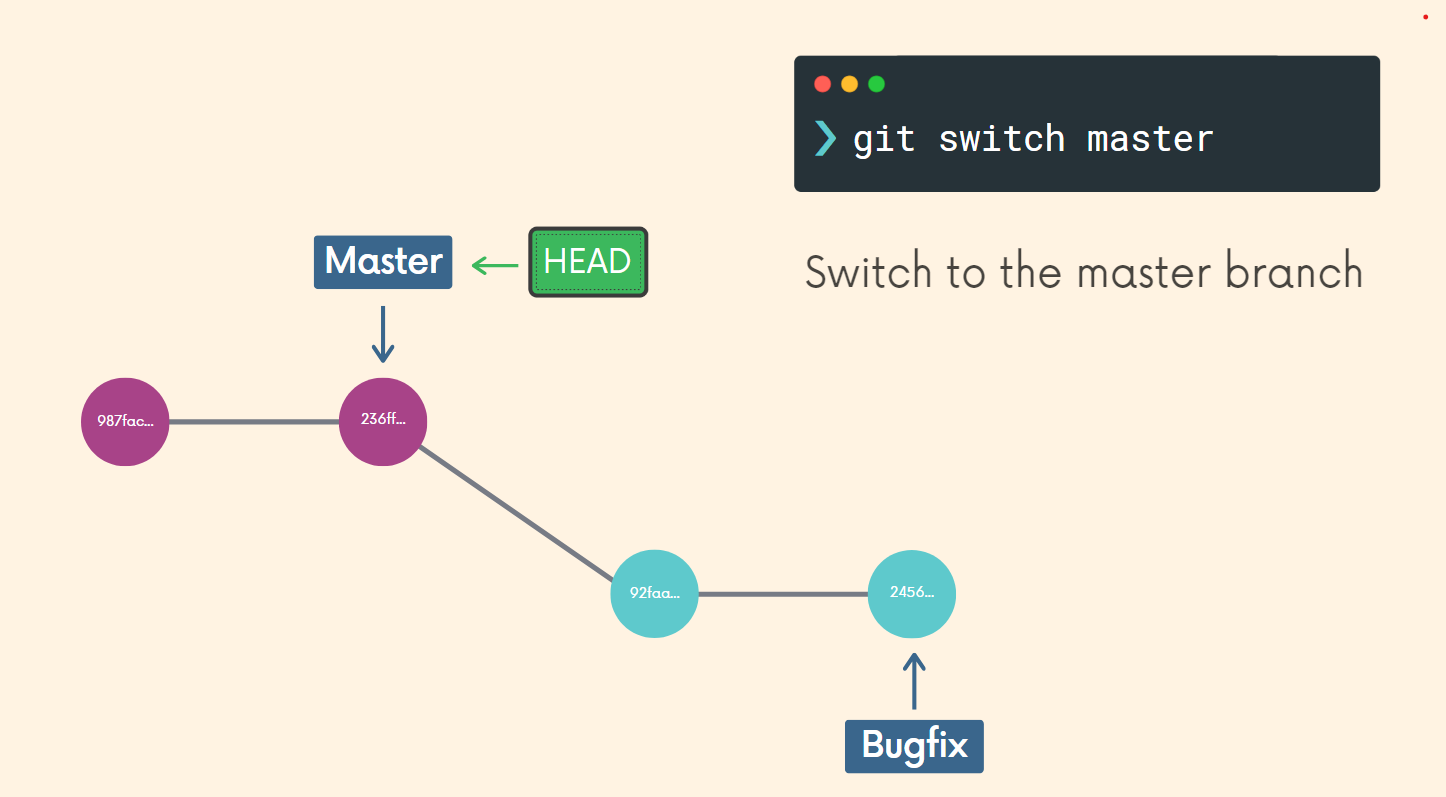 ❯ git switch master
Switch to the master branch
Master
HEAD
987fac...
236ff...
92faa...
2456...
Bugfix